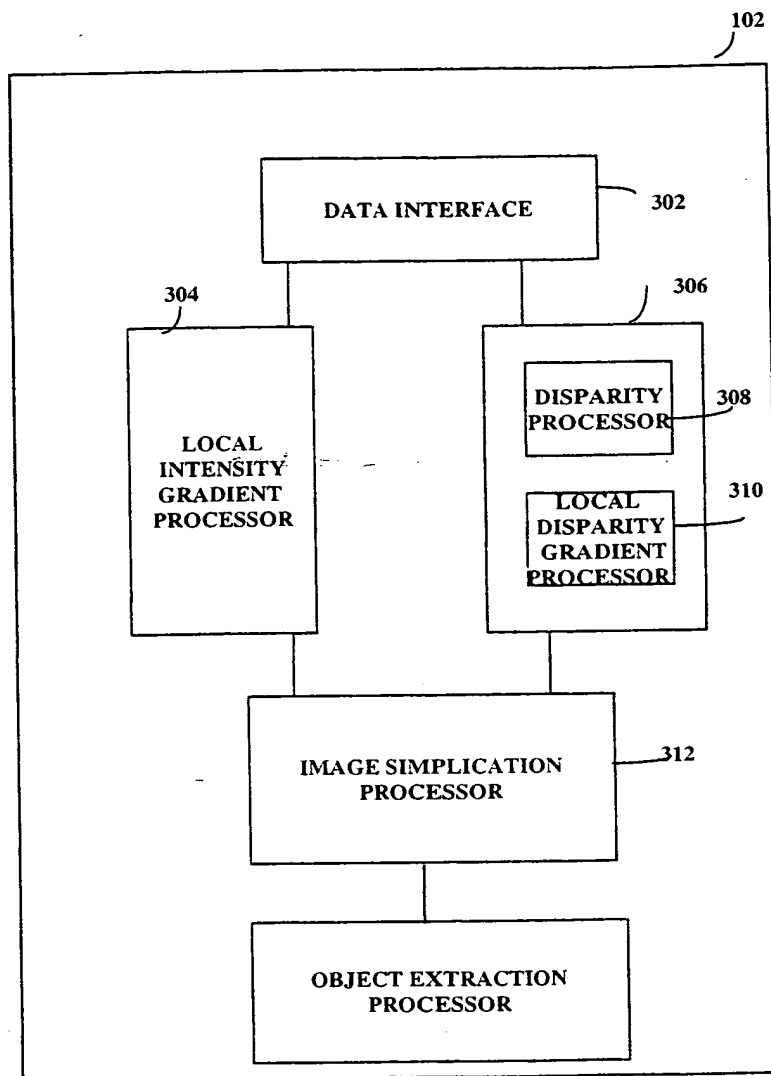 102
DATA INTERFACE
302
304
306
LOCAL
INTENSITY
GRADIENT
PROCESSOR
DISPARITY
PROCESSOR
308
LOCAL
DISPARITY
GRADIENT
PROCESSOR
310
IMAGE SIMPLICATION
PROCESSOR
312
OBJECT EXTRACTION
PROCESSOR